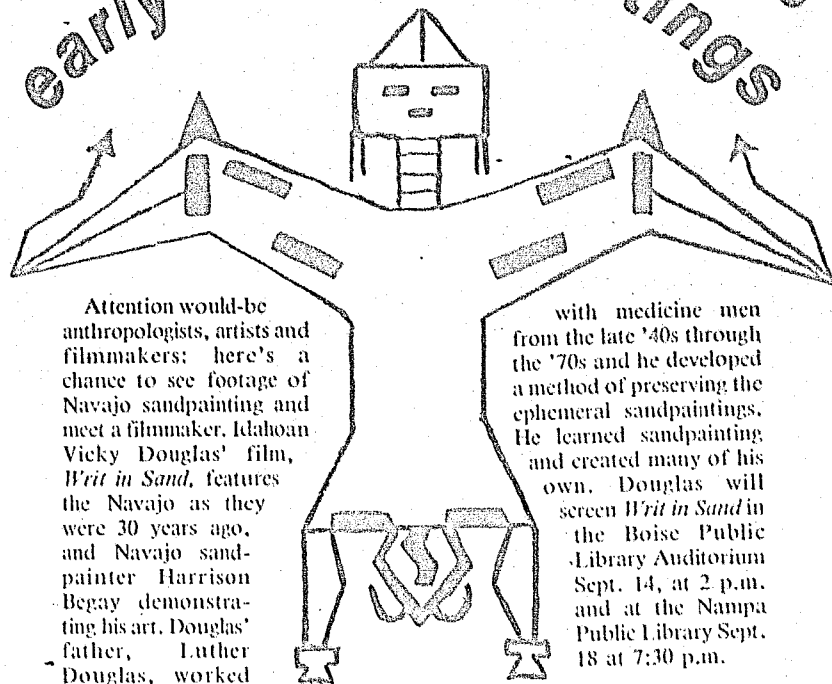 early
tings
Attention would-be
anthropologists, artists and
filmmakers: here's a
chance to see footage of
Navajo sandpainting and
meet a filmmaker. Idahoan
Vicky Douglas' film,
Writ in Sand, features
the Navajo as they
were 30 years ago,
and Navajo sand-
painter Harrison
Begay demonstra-
ting his art. Douglas'
father, Luther
Douglas, worked
with medicine men
from the late '40s through
the '70s and he developed
a method of preserving the
ephemeral sandpaintings.
He learned sandpainting
and created many of his
own. Douglas will
screen Writ in Sand in
the Boise Public
Library Auditorium
Sept. 14, at 2 p.m.
and at the Nampa
Public Library Sept.
18 at 7:30 p.m.